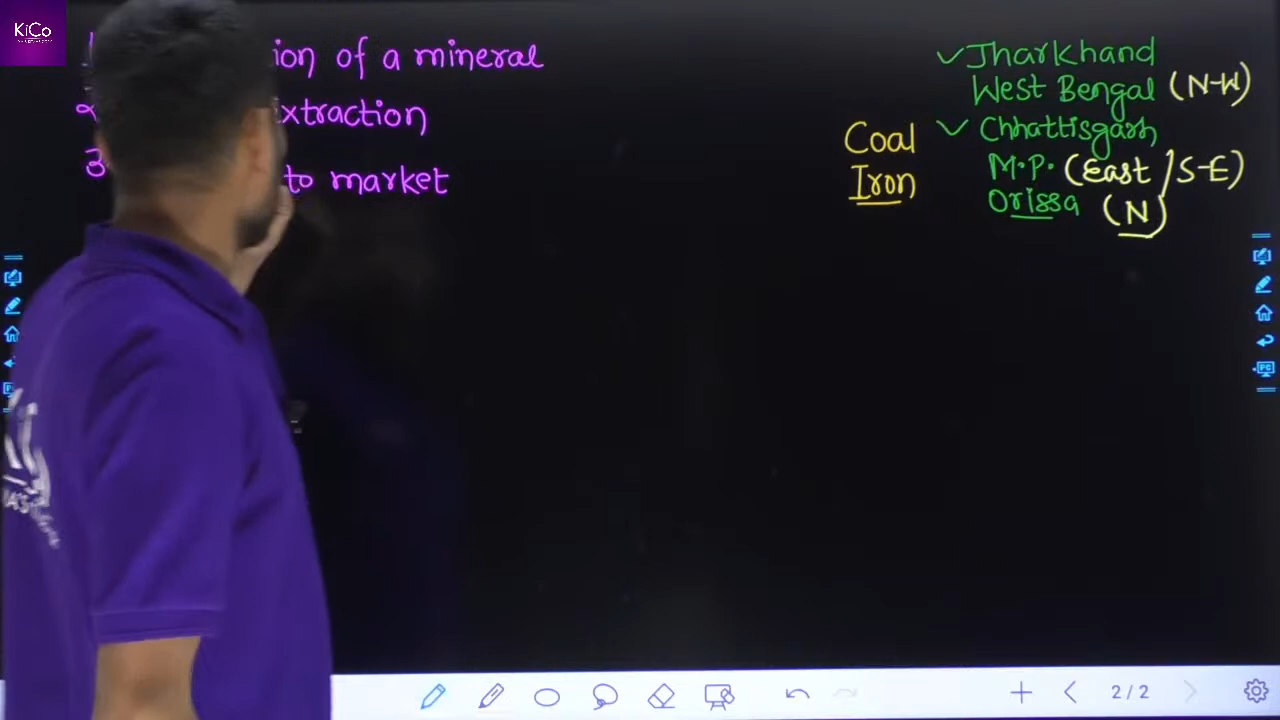 KiCo
ion of a mineral
xtraction
3
to market
Coal
Iron
✓ Jharkhand
West Bengal (N-W)
✓ Chhattisgarh
M.P. (East / S-E)
Orissa (N)
2/2